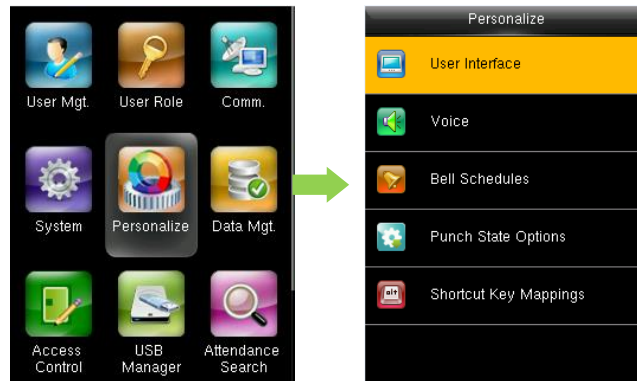 User Mgt.
User Role
Comm.
System
Personalize
Data Mgt.
Access
Control
USB
Manager
Attendance
Search
Personalize
User Interface
Voice
Bell Schedules
Punch State Options
alt
Shortcut Key Mappings